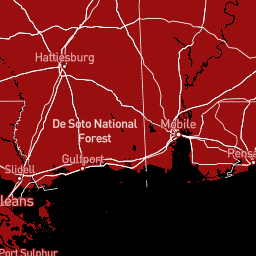 Hattiesburg
De Soto National
Forest
Mobile
Gulfport
Pens
Slidell
leans
Port Sulphur